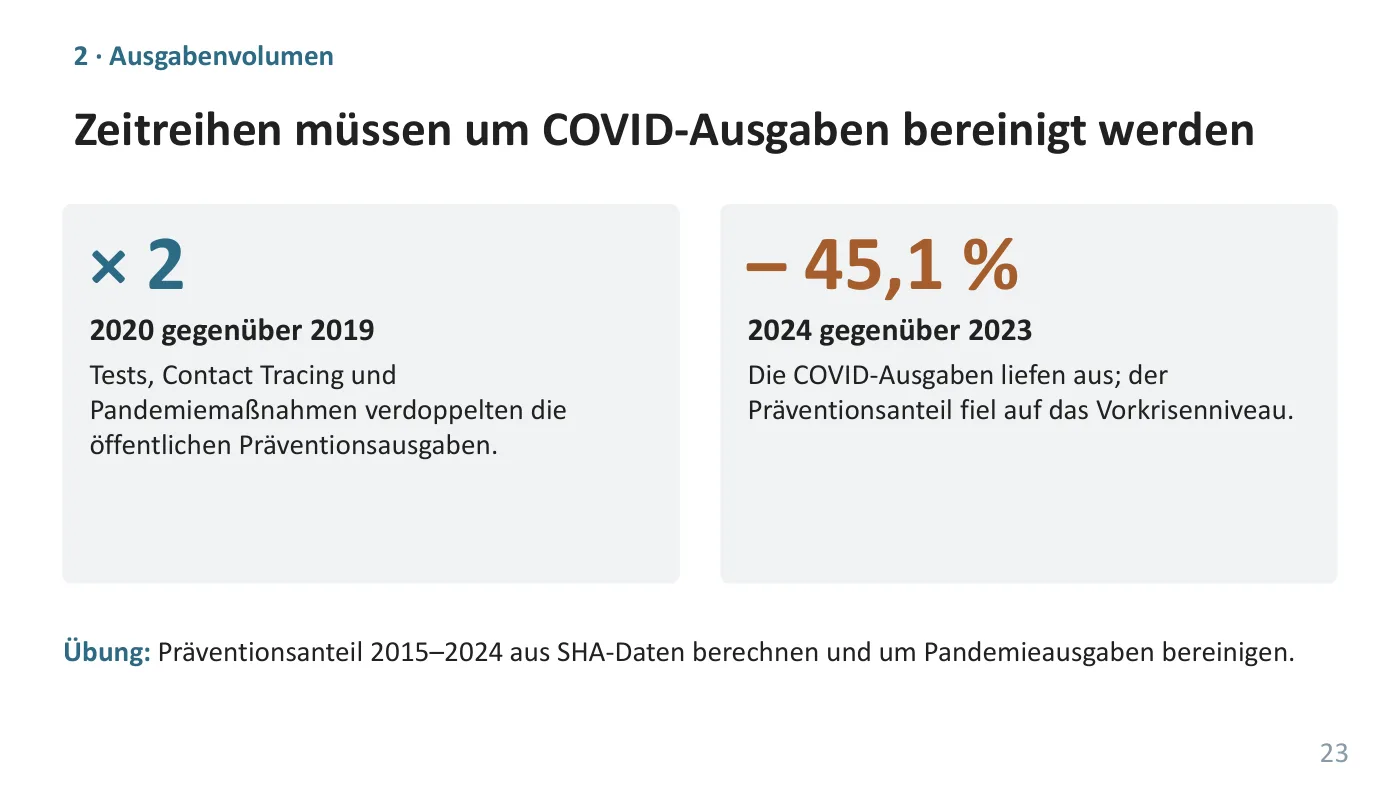 2 · Ausgabenvolumen
Zeitreihen müssen um COVID-Ausgaben bereinigt werden
× 2
2020 gegenüber 2019
Tests, Contact Tracing und
Pandemiemaßnahmen verdoppelten die
öffentlichen Präventionsausgaben.
– 45,1 %
2024 gegenüber 2023
Die COVID-Ausgaben liefen aus; der
Präventionsanteil fiel auf das Vorkrisenniveau.
Übung: Präventionsanteil 2015–2024 aus SHA-Daten berechnen und um Pandemieausgaben bereinigen.
23